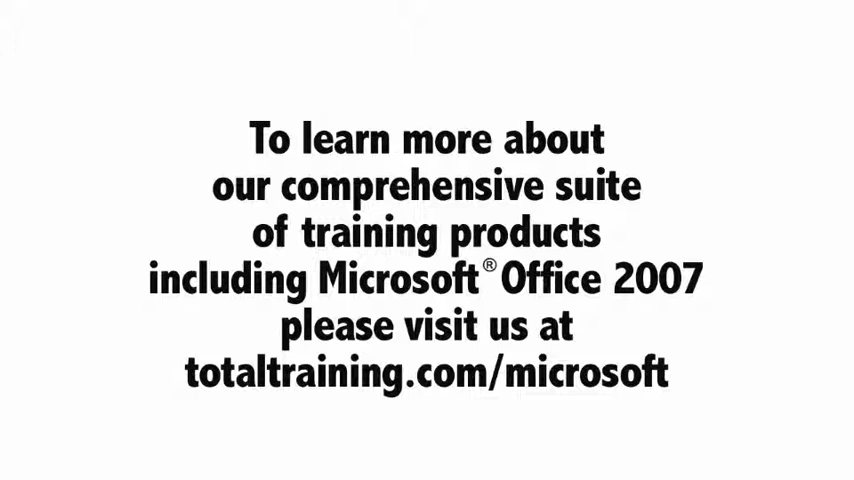 To learn more about
our comprehensive suite
of training products
including Microsoft® Office 2007
please visit us at
totaltraining.com/microsoft